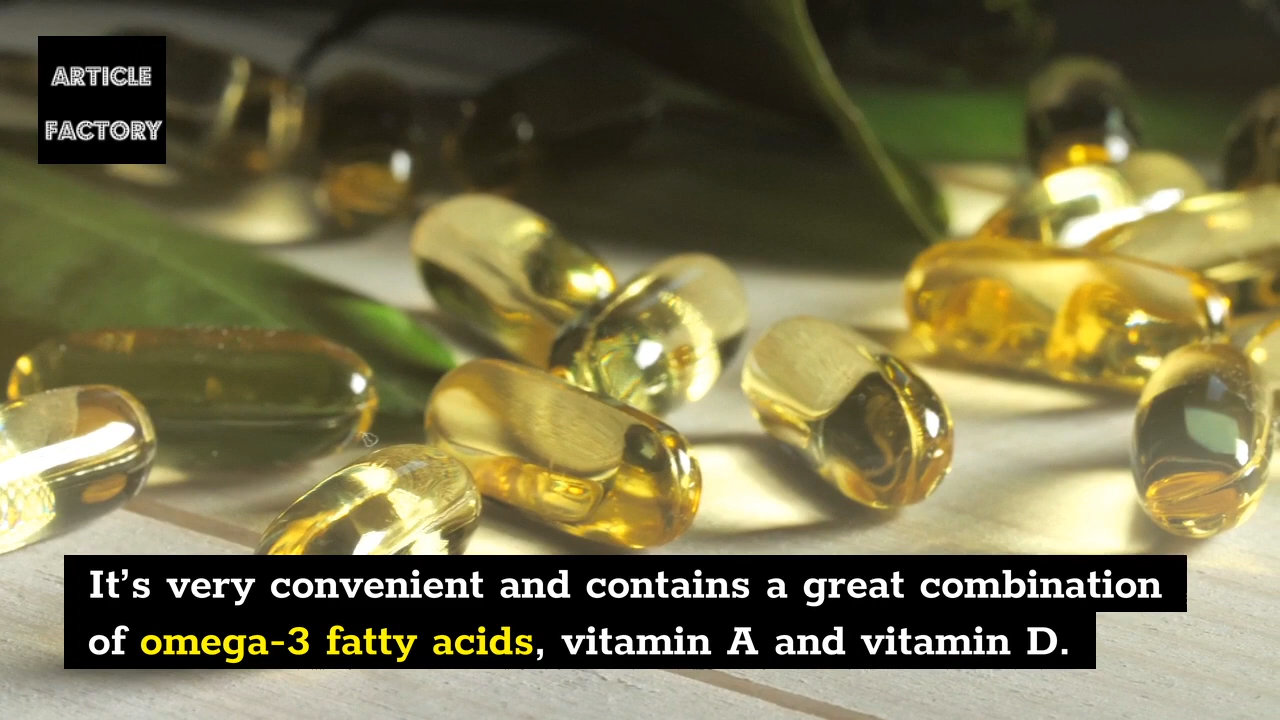 ARTICLE
FACTORY
It’s very convenient and contains a great combination
of omega-3 fatty acids, vitamin A and vitamin D.